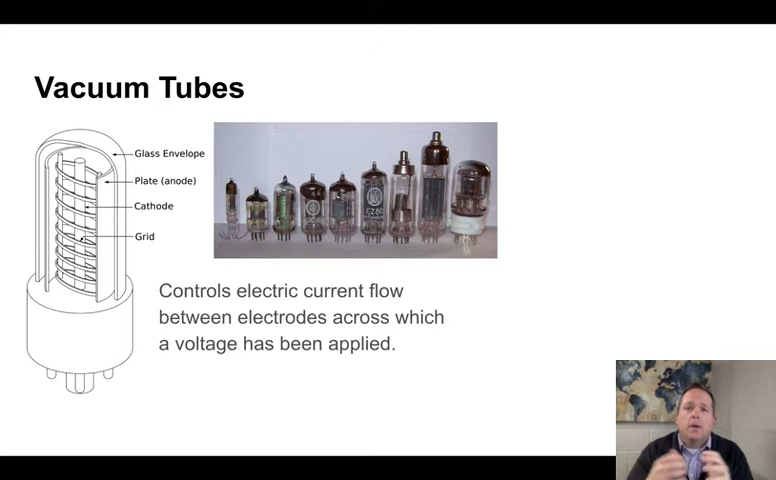 Vacuum Tubes
Glass Envelope
Plate (anode)
Cathode
Grid
Controls electric current flow
between electrodes across which
a voltage has been applied.